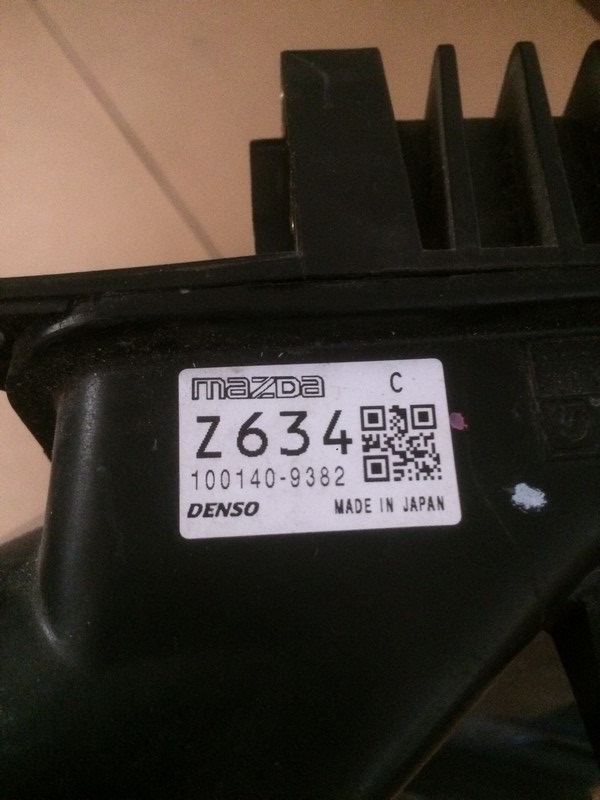 mazda C
Z634
100140-9382
DENSO MADE IN JAPAN